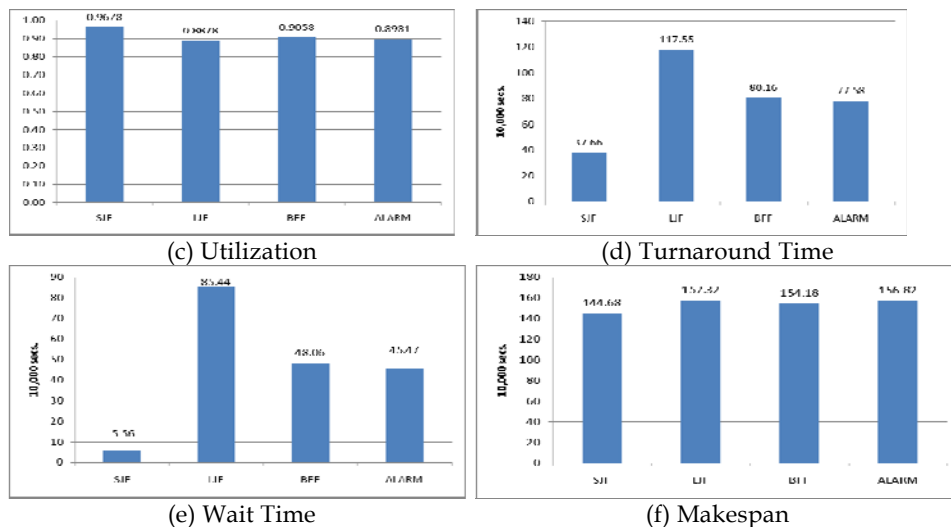 1.00
0.90
0.80
0.70
0.60
0.50
0.40
0.30
0.20
0.10
0.00
0.9678
0.8878
0.9058
0.8981
SJF
LJF
BFF
ALARM
(c) Utilization
10,000 secs.
140
120
100
80
60
40
20
0
37.66
117.55
80.16
77.58
SJF
LJF
BFF
ALARM
(d) Turnaround Time
10,000 secs.
90
80
70
60
50
40
30
20
10
0
5.56
85.44
48.06
45.47
SJF
LJF
BFF
ALARM
(e) Wait Time
10,000 secs.
180
160
140
120
100
80
60
40
20
0
144.68
157.32
154.18
156.82
SJF
LJF
BFF
ALARM
(f) Makespan